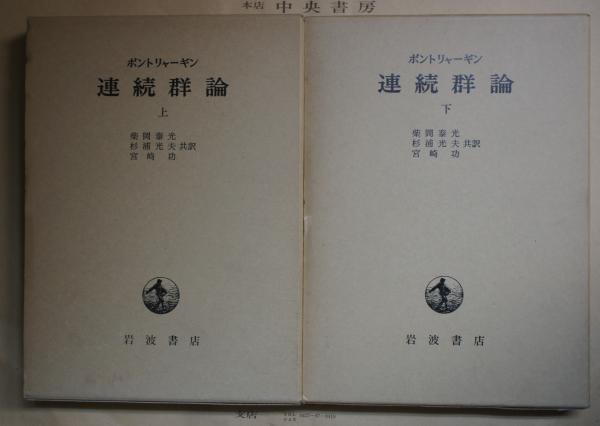 本店 中央書房
ポントリャーギン
連続群論
上
柴岡泰光
杉浦光夫 共訳
宮崎功
岩波書店
ポントリャーギン
連続群論
下
柴岡泰光
杉浦光夫 共訳
宮崎功
岩波書店
支店